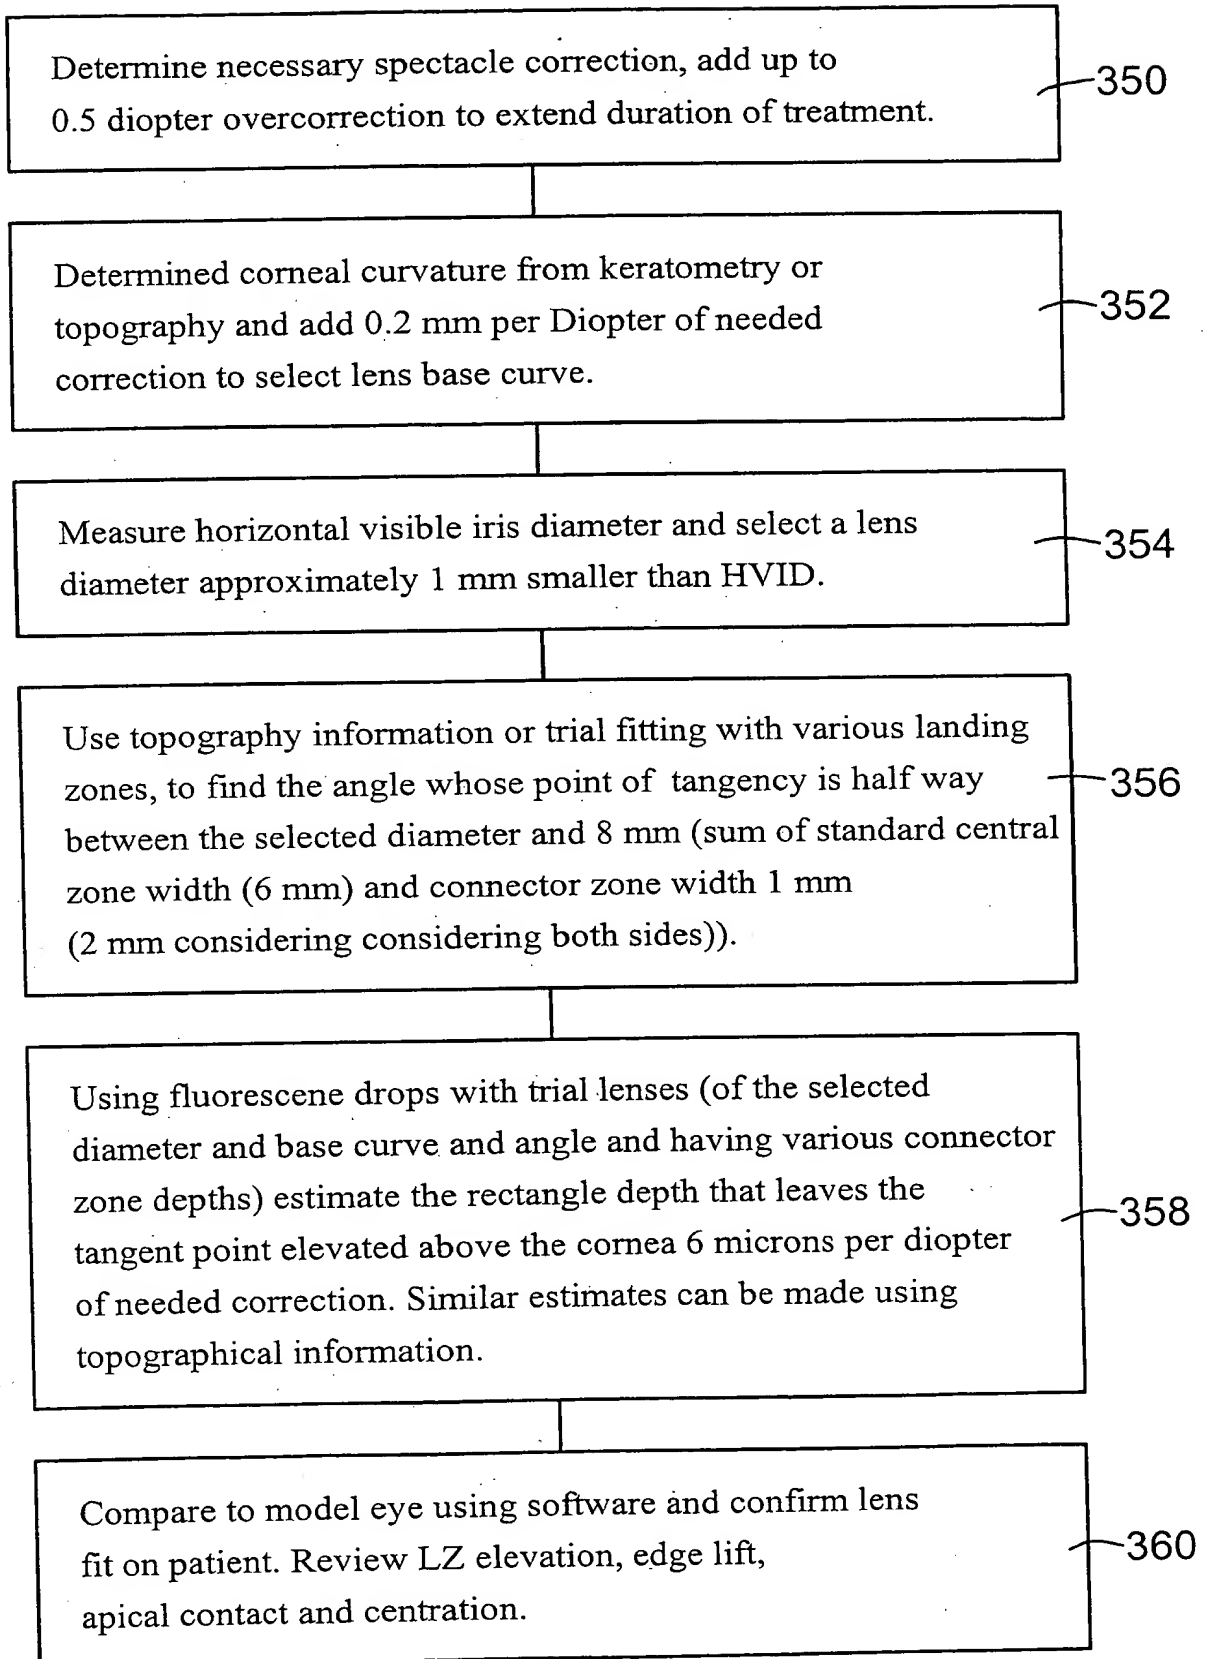 Determine necessary spectacle correction, add up to
0.5 diopter overcorrection to extend duration of treatment.
350
Determined corneal curvature from keratometry or
topography and add 0.2 mm per Diopter of needed
correction to select lens base curve.
352
Measure horizontal visible iris diameter and select a lens
diameter approximately 1 mm smaller than HVID.
354
Use topography information or trial fitting with various landing
zones, to find the angle whose point of tangency is half way
between the selected diameter and 8 mm (sum of standard central
zone width (6 mm) and connector zone width 1 mm
(2 mm considering considering both sides)).
356
Using fluorescene drops with trial lenses (of the selected
diameter and base curve and angle and having various connector
zone depths) estimate the rectangle depth that leaves the
tangent point elevated above the cornea 6 microns per diopter
of needed correction. Similar estimates can be made using
topographical information.
358
Compare to model eye using software and confirm lens
fit on patient. Review LZ elevation, edge lift,
apical contact and centration.
360